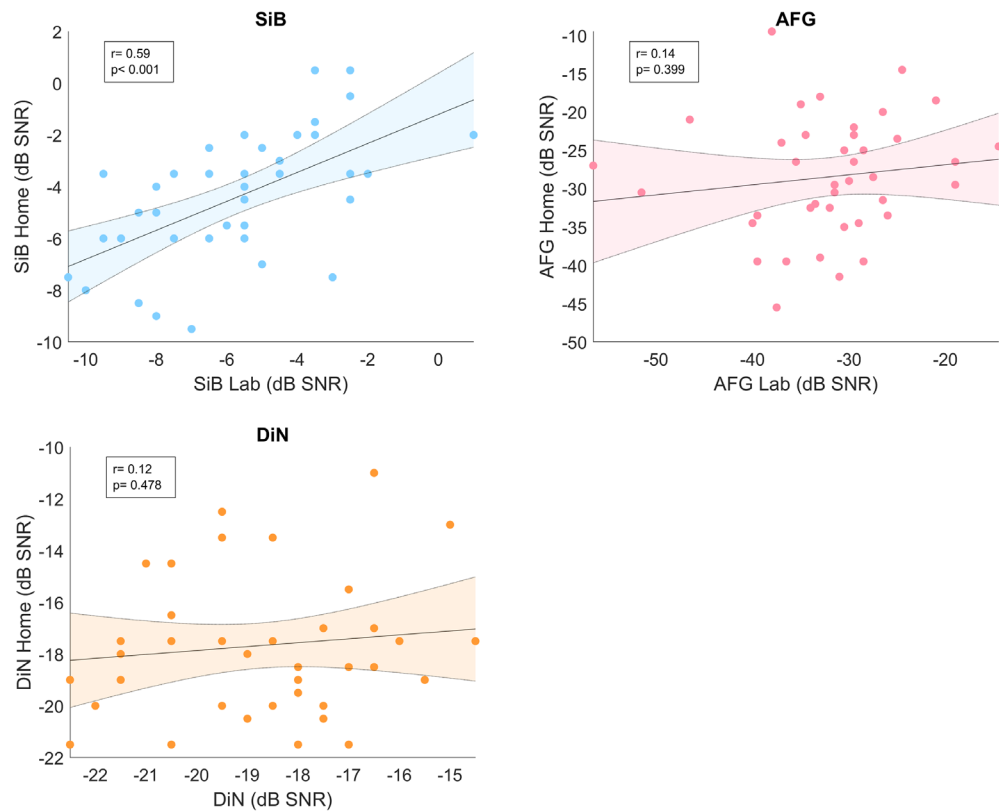 SiB
r= 0.59
p< 0.001
2
0
-2
-4
-6
-8
-10
SiB Home (dB SNR)
-10 -8 -6 -4 -2 0
SiB Lab (dB SNR)
AFG
r= 0.14
p= 0.399
-10
-15
-20
-25
-30
-35
-40
-45
-50
AFG Home (dB SNR)
-50 -40 -30 -20
AFG Lab (dB SNR)
DiN
r= 0.12
p= 0.478
-10
-12
-14
-16
-18
-20
-22
DiN Home (dB SNR)
-22 -21 -20 -19 -18 -17 -16 -15
DiN (dB SNR)